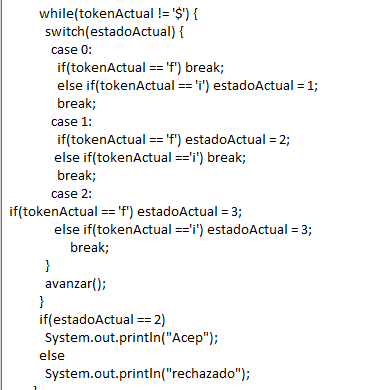 while(tokenActual != '$') {
switch(estadoActual) {
case 0:
if(tokenActual == 'f') break;
else if(tokenActual == 'i') estadoActual = 1;
break;
case 1:
if(tokenActual == 'f') estadoActual = 2;
else if(tokenActual =='i') break;
break;
case 2:
if(tokenActual == 'f') estadoActual = 3;
else if(tokenActual =='i') estadoActual = 3;
break;
}
avanzar();
}
if(estadoActual == 2)
System.out.println("Acep");
else
System.out.println("rechazado");